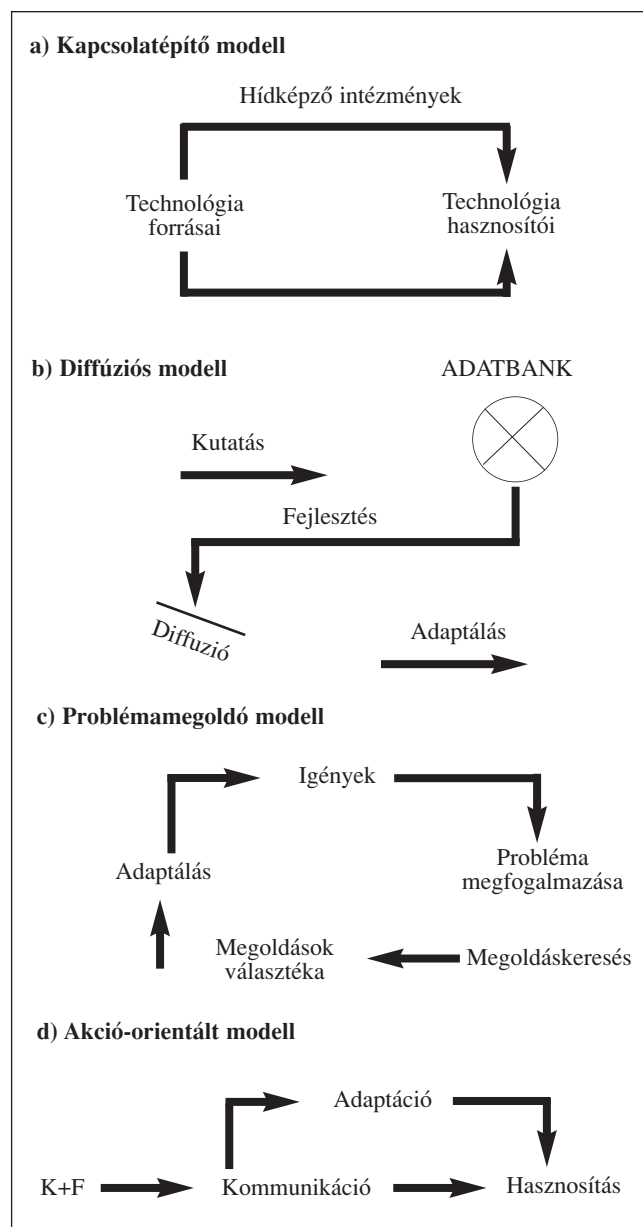 a) Kapcsolatépítő modell
Hídképző intézmények
Technológia forrásai
Technológia hasznosítói
b) Diffúziós modell
ADATBANK
Kutatás
Fejlesztés
Diffuzió
Adaptálás
c) Problémamegoldó modell
Igények
Adaptálás
Probléma megfogalmazása
Megoldások választéka
Megoldáskeresés
d) Akció-orientált modell
Adaptáció
K+F
Kommunikáció
Hasznosítás